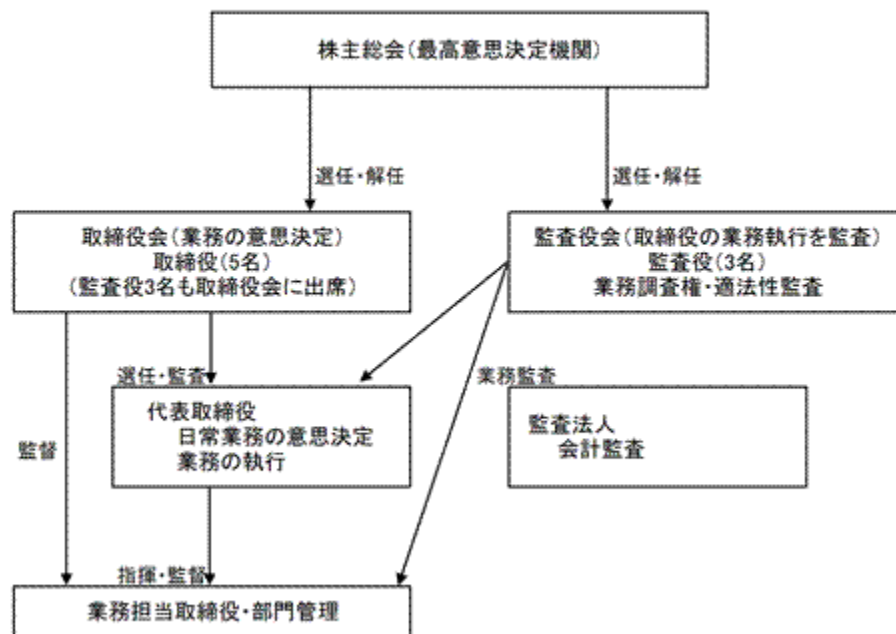 株主総会(最高意思決定機関)
選任・解任
選任・解任
取締役会(業務の意思決定)
取締役(5名)
(監査役3名も取締役会に出席)
監査役会(取締役の業務執行を監査)
監査役(3名)
業務調査権・適法性監査
選任・監査
業務監査
代表取締役
日常業務の意思決定
業務の執行
監査法人
会計監査
監督
指揮・監督
業務担当取締役・部門管理